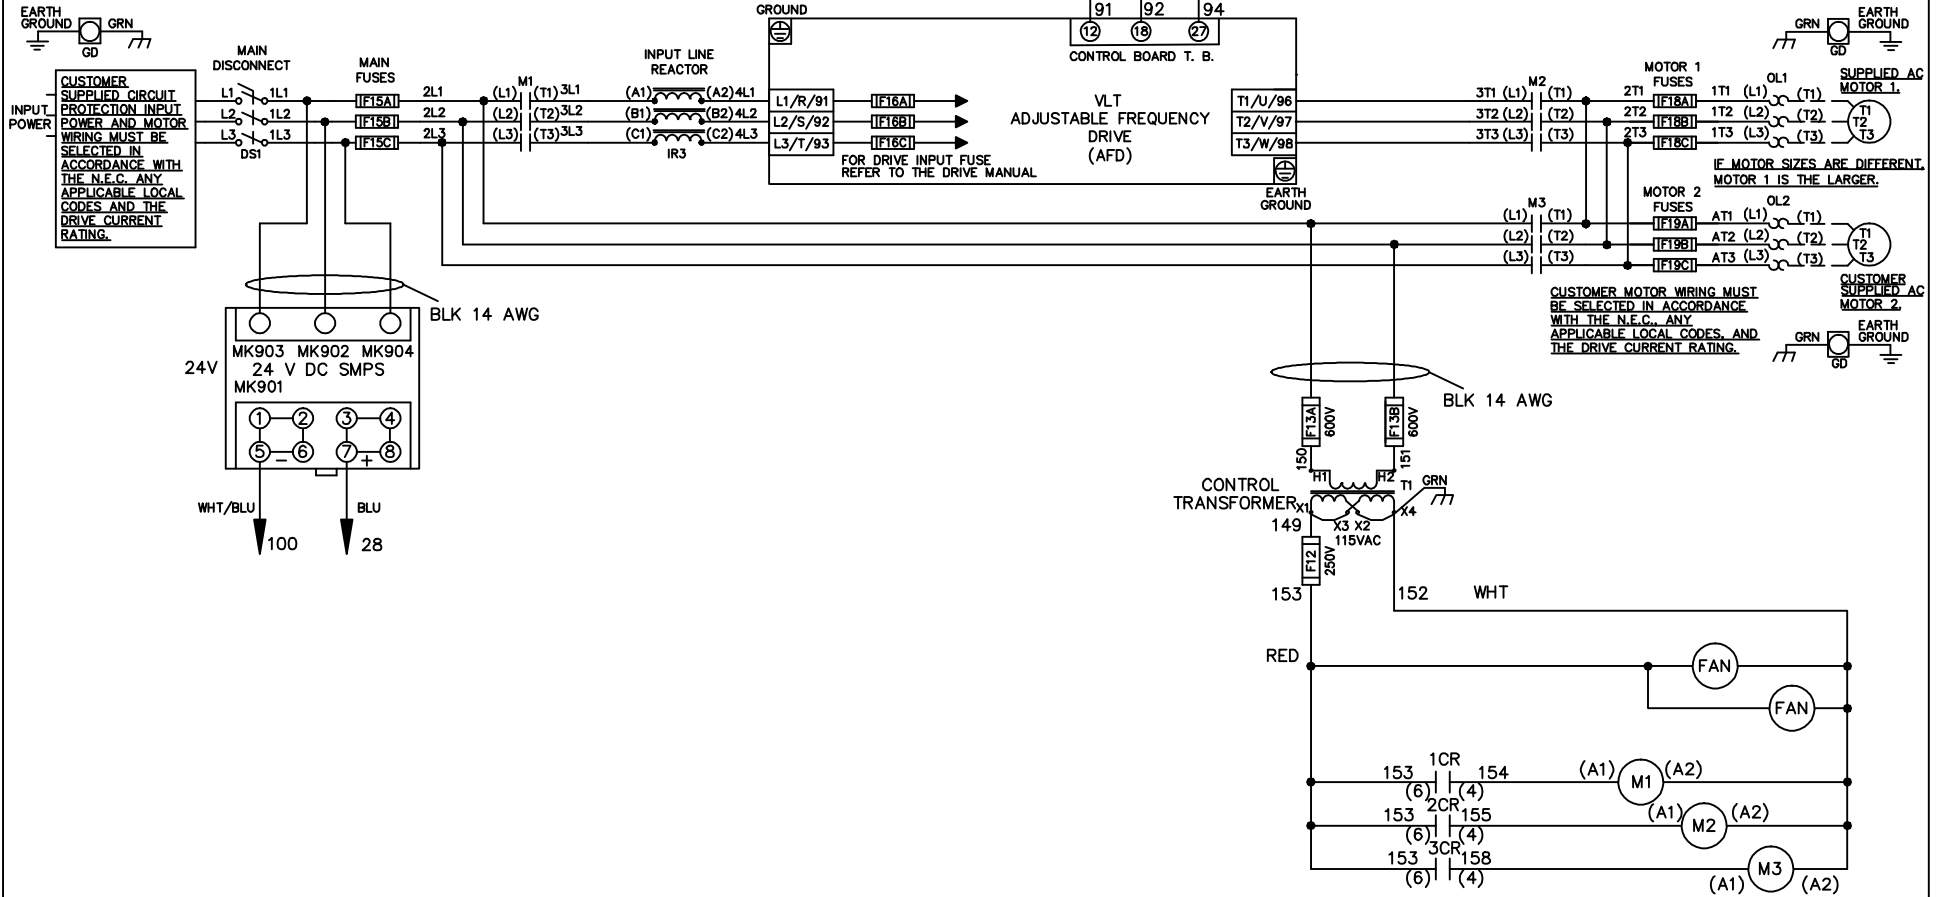 EARTH
GROUND
GRN
GD
MAIN
DISCONNECT
MAIN
FUSES
INPUT LINE
REACTOR
GROUND
91 92 94
12 18 27
CONTROL BOARD T. B.
GRN
GD
EARTH
GROUND
INPUT
POWER
CUSTOMER
SUPPLIED CIRCUIT
PROTECTION INPUT
POWER AND MOTOR
WIRING MUST BE
SELECTED IN
ACCORDANCE WITH
THE N.E.C. ANY
APPLICABLE LOCAL
CODES AND THE
DRIVE CURRENT
RATING.
L1 1L1
L2 1L2
L3 1L3
DS1
F15A
F15B
F15C
2L1
2L2
2L3
M1
(L1) (T1) 3L1
(L2) (T2) 3L2
(L3) (T3) 3L3
(A1) (A2) 4L1
(B1) (B2) 4L2
(C1) (C2) 4L3
IR3
L1/R/91
L2/S/92
L3/T/93
F16A
F16B
F16C
FOR DRIVE INPUT FUSE
REFER TO THE DRIVE MANUAL
VLT
ADJUSTABLE FREQUENCY
DRIVE
(AFD)
T1/U/96
T2/V/97
T3/W/98
EARTH
GROUND
M2
3T1 (L1) (T1)
3T2 (L2) (T2)
3T3 (L3) (T3)
MOTOR 1
FUSES
2T1 F18A 1T1 (L1)
2T2 F18B 1T2 (L2)
2T3 F18C 1T3 (L3)
OL1
(T1)
(T2)
(T3)
T1
T2
T3
SUPPLIED AC
MOTOR 1.
IF MOTOR SIZES ARE DIFFERENT,
MOTOR 1 IS THE LARGER.
M3
(L1) (T1)
(L2) (T2)
(L3) (T3)
MOTOR 2
FUSES
F19A AT1 (L1)
F19B AT2 (L2)
F19C AT3 (L3)
OL2
(T1)
(T2)
(T3)
T1
T2
T3
CUSTOMER
SUPPLIED AC
MOTOR 2.
CUSTOMER MOTOR WIRING MUST
BE SELECTED IN ACCORDANCE
WITH THE N.E.C., ANY
APPLICABLE LOCAL CODES, AND
THE DRIVE CURRENT RATING.
GRN
GD
EARTH
GROUND
BLK 14 AWG
MK903 MK902 MK904
24V
24 V DC SMPS
MK901
1 2 3 4
5 – 6 7 + 8
WHT/BLU
BLU
100
28
BLK 14 AWG
F13A
600V
F13B
600V
150
151
H1 H2
T1
GRN
CONTROL
TRANSFORMER
X1
X3 X2
X4
115VAC
149
F12
250V
153
152
WHT
RED
FAN
FAN
1CR
153 154
(6) (4)
(A1) M1 (A2)
2CR
153 155
(6) (4)
(A1) M2 (A2)
3CR
153 158
(6) (4)
(A1) M3 (A2)